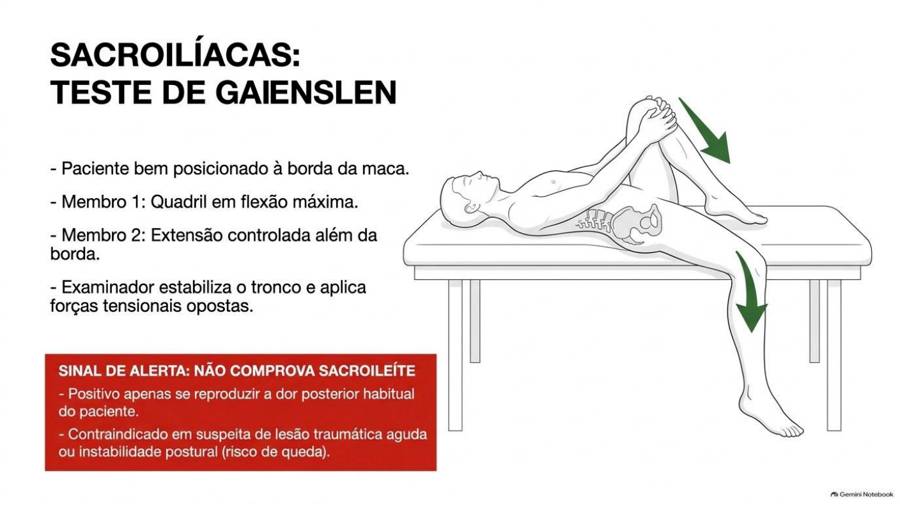 SACROILÍACAS:
TESTE DE GAIENSLEN
- Paciente bem posicionado à borda da maca.
- Membro 1: Quadril em flexão máxima.
- Membro 2: Extensão controlada além da
borda.
- Examinador estabiliza o tronco e aplica
forças tensionais opostas.
SINAL DE ALERTA: NÃO COMPROVA SACROILEÍTE
- Positivo apenas se reproduzir a dor posterior habitual
do paciente.
- Contraindicado em suspeita de lesão traumática aguda
ou instabilidade postural (risco de queda).
Gemini Notebook